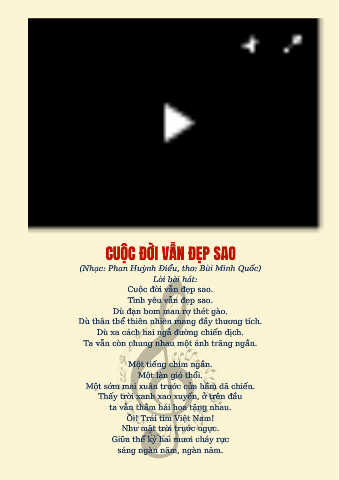 CUỘC ĐỜI VẪN ĐẸP SAO
(Nhạc: Phan Huỳnh Điểu, thơ: Bùi Minh Quốc)
Lời bài hát:
Cuộc đời vẫn đẹp sao.
Tình yêu vẫn đẹp sao.
Dù đạn bom man rợ thét gào.
Dù thân thể thiên nhiên mang đầy thương tích.
Dù xa cách hai ngả đường chiến dịch.
Ta vẫn còn chung nhau một ánh trăng ngần.
Một tiếng chim ngần.
Một làn gió thổi.
Một sớm mai xuân trước cửa hầm dã chiến.
Thấy trời xanh xao xuyến, ở trên đầu
ta vẫn thầm hái hoa tặng nhau.
Ôi! Trái tim Việt Nam!
Như mặt trời trước ngực.
Giữa thế kỷ hai mươi cháy rực
sáng ngàn năm, ngàn năm.